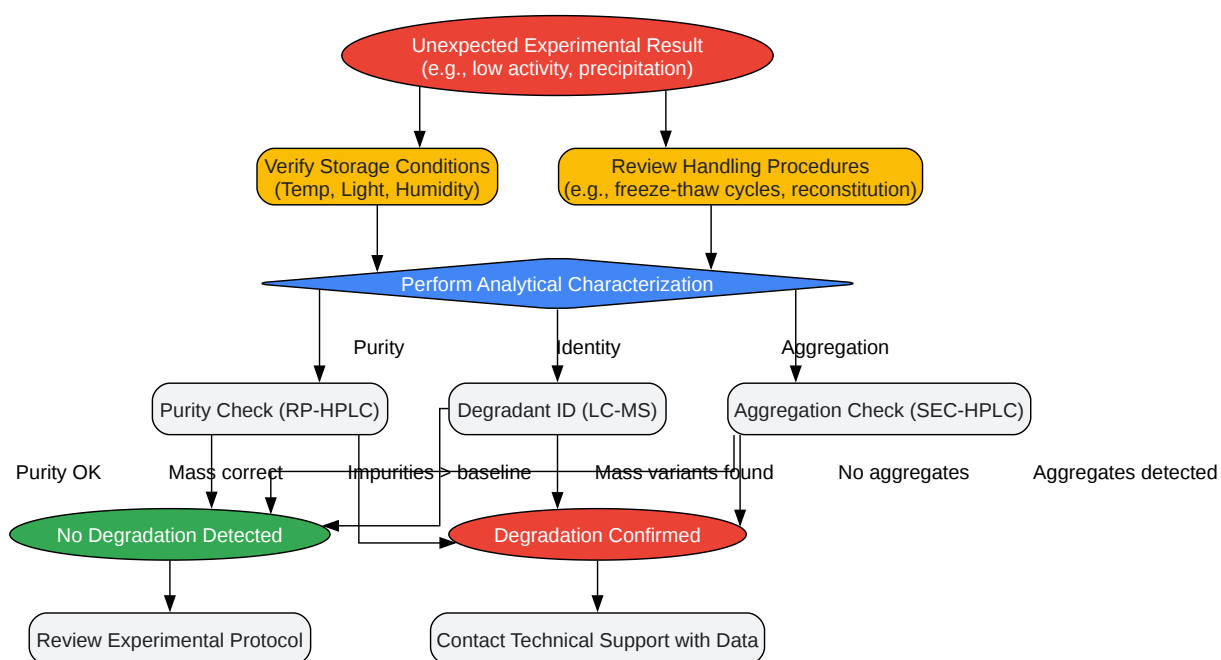 Unexpected Experimental Result
(e.g., low activity, precipitation)
Verify Storage Conditions
(Temp, Light, Humidity)
Review Handling Procedures
(e.g., freeze-thaw cycles, reconstitution)
Perform Analytical Characterization
Purity
Identity
Aggregation
Purity Check (RP-HPLC)
Degradant ID (LC-MS)
Aggregation Check (SEC-HPLC)
Purity OK
Mass correct
Impurities > baseline
Mass variants found
No aggregates
Aggregates detected
No Degradation Detected
Degradation Confirmed
Review Experimental Protocol
Contact Technical Support with Data